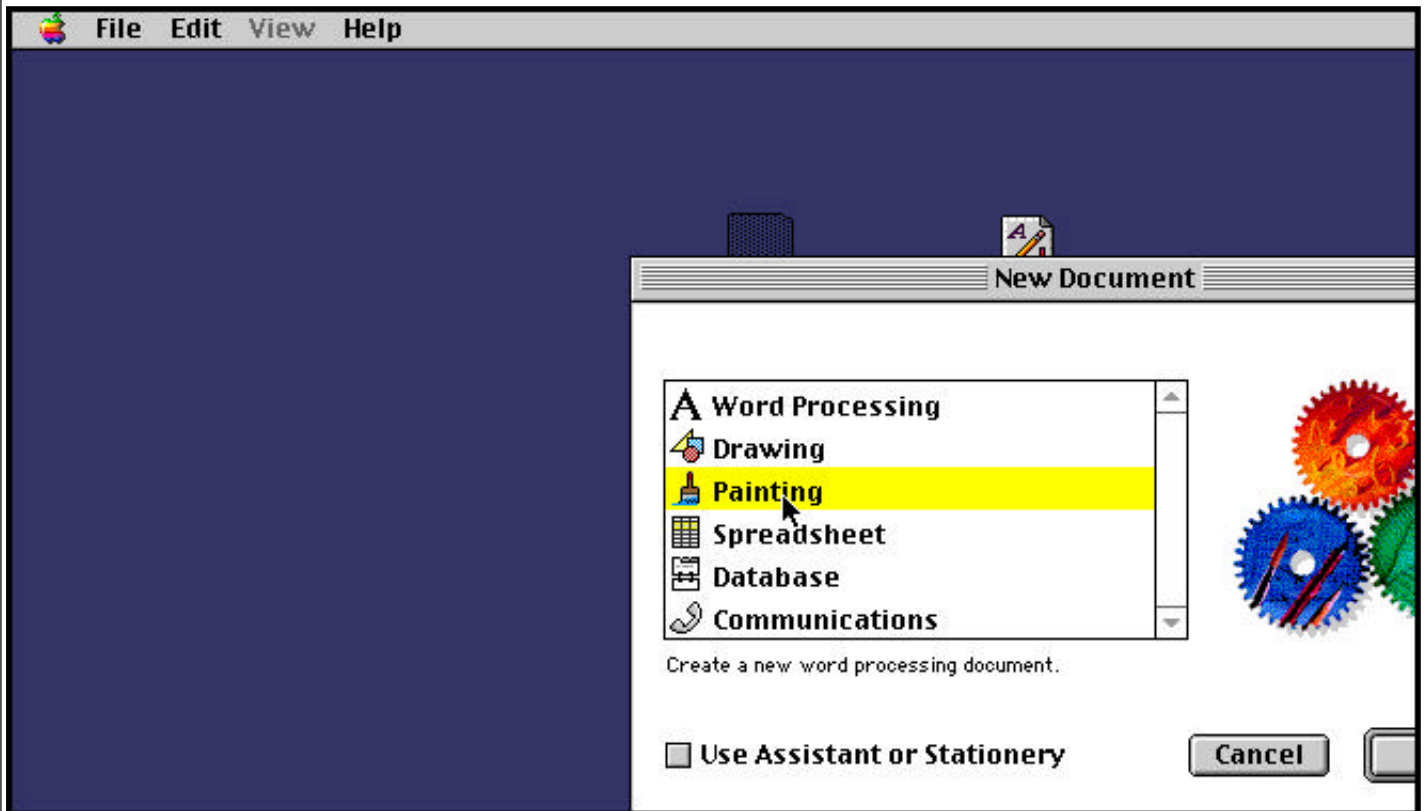 File Edit View Help
New Document
Word Processing
Drawing
Painting
Spreadsheet
Database
Communications
Create a new word processing document.
Use Assistant or Stationery
Cancel